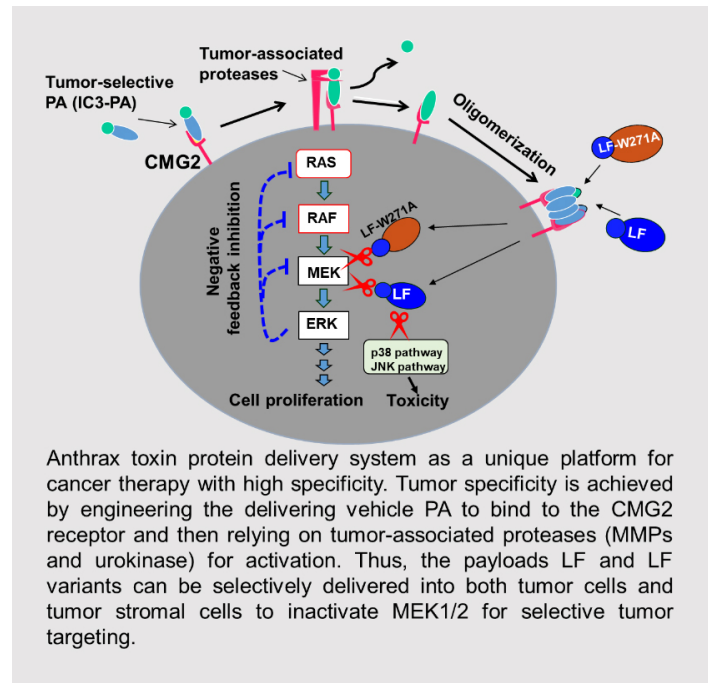 Tumor-associated
proteases
Tumor-selective
PA (IC3-PA)
CMG2
Oligomerization
LF-W271A
LF
RAS
RAF
MEK
ERK
Negative
feedback inhibition
LF-W271A
LF
p38 pathway
JNK pathway
Cell proliferation
Toxicity
Anthrax toxin protein delivery system as a unique platform for
cancer therapy with high specificity. Tumor specificity is achieved
by engineering the delivering vehicle PA to bind to the CMG2
receptor and then relying on tumor-associated proteases (MMPs
and urokinase) for activation. Thus, the payloads LF and LF
variants can be selectively delivered into both tumor cells and
tumor stromal cells to inactivate MEK1/2 for selective tumor
targeting.